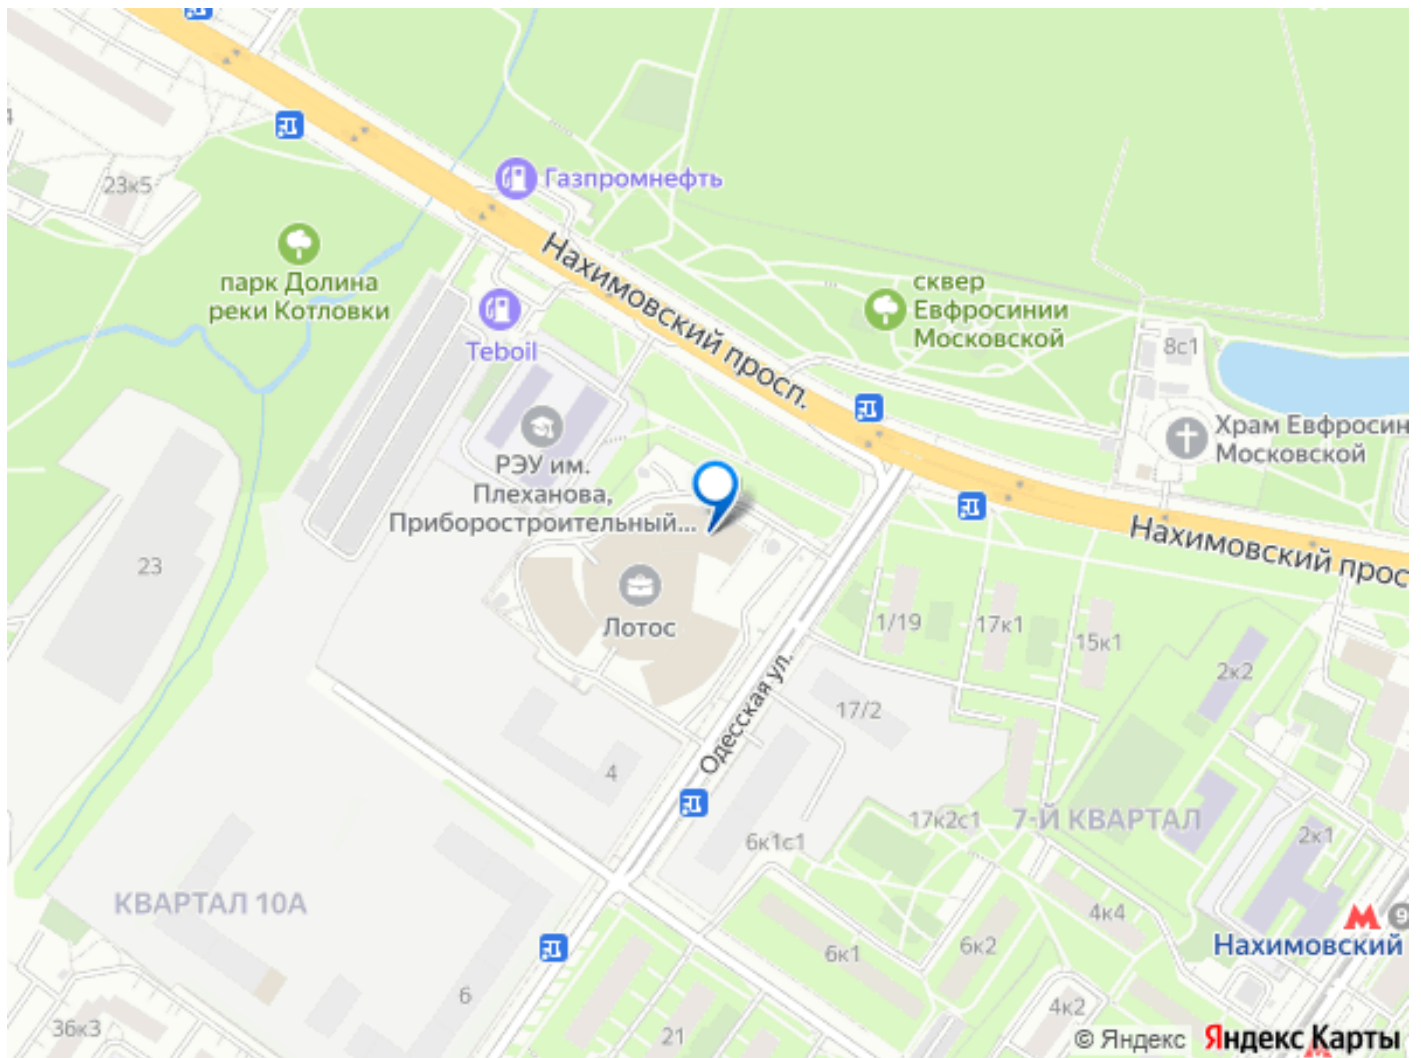 23к5
Газпромнефть
парк Долина
реки Котловки
Нахимовский просп.
сквер
Евфросинии
Московской
Teboil
8с1
Храм Евфросин
Московской
РЭУ им.
Плеханова,
Приборостроительный...
Нахимовский прос
23
Лотос
1/19
17к1
15к1
2к2
Одесская ул.
17/2
4
17к2с1
7-Й КВАРТАЛ
6к1с1
2к1
КВАРТАЛ 10А
4к4
9
Нахимовский
6к1
6к2
6
4к2
36к3
21
© Яндекс Яндекс Карты